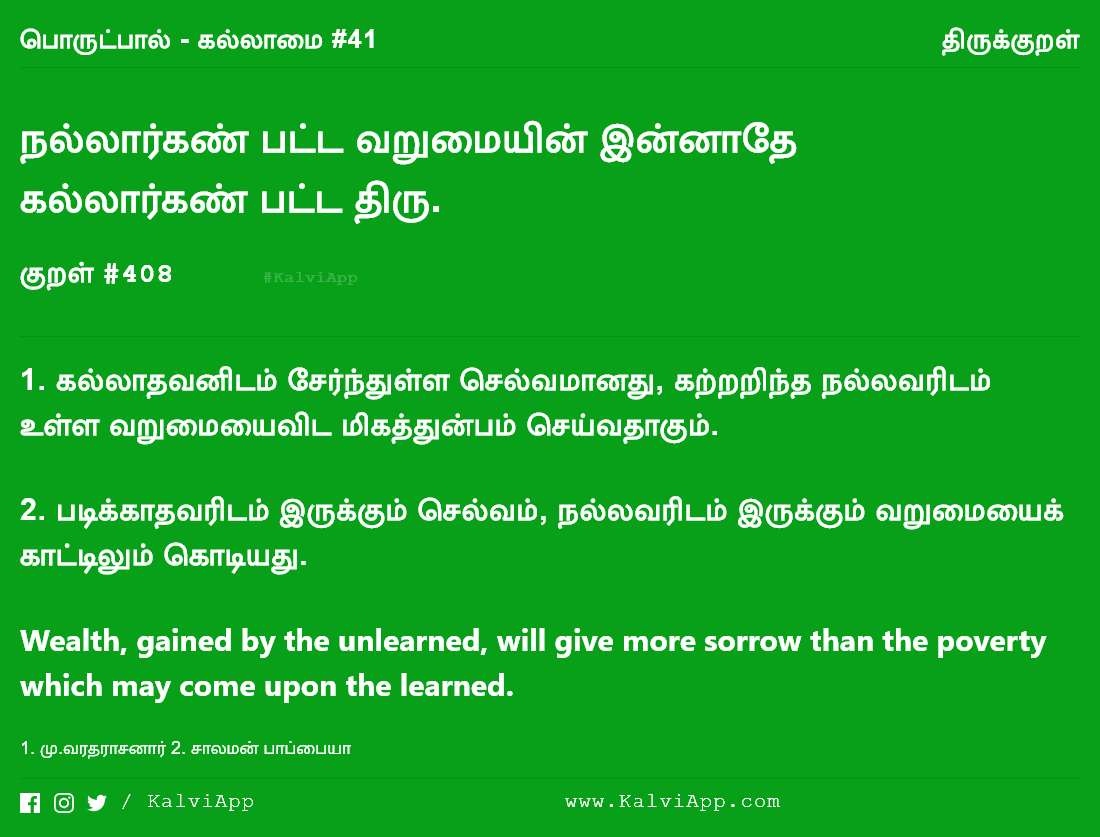 பொருட்பால் - கல்லாமை #41
திருக்குறள்
நல்லார்கண் பட்ட வறுமையின் இன்னாதே
கல்லார்கண் பட்ட திரு.
குறள் #408
#KalviApp
1. கல்லாதவனிடம் சேர்ந்துள்ள செல்வமானது, கற்றறிந்த நல்லவரிடம்
உள்ள வறுமையைவிட மிகத்துன்பம் செய்வதாகும்.
2. படிக்காதவரிடம் இருக்கும் செல்வம், நல்லவரிடம் இருக்கும் வறுமையைக்
காட்டிலும் கொடியது.
Wealth, gained by the unlearned, will give more sorrow than the poverty
which may come upon the learned.
1. மு.வரதராசனார் 2. சாலமன் பாப்பையா
/ KalviApp
www.KalviApp.com